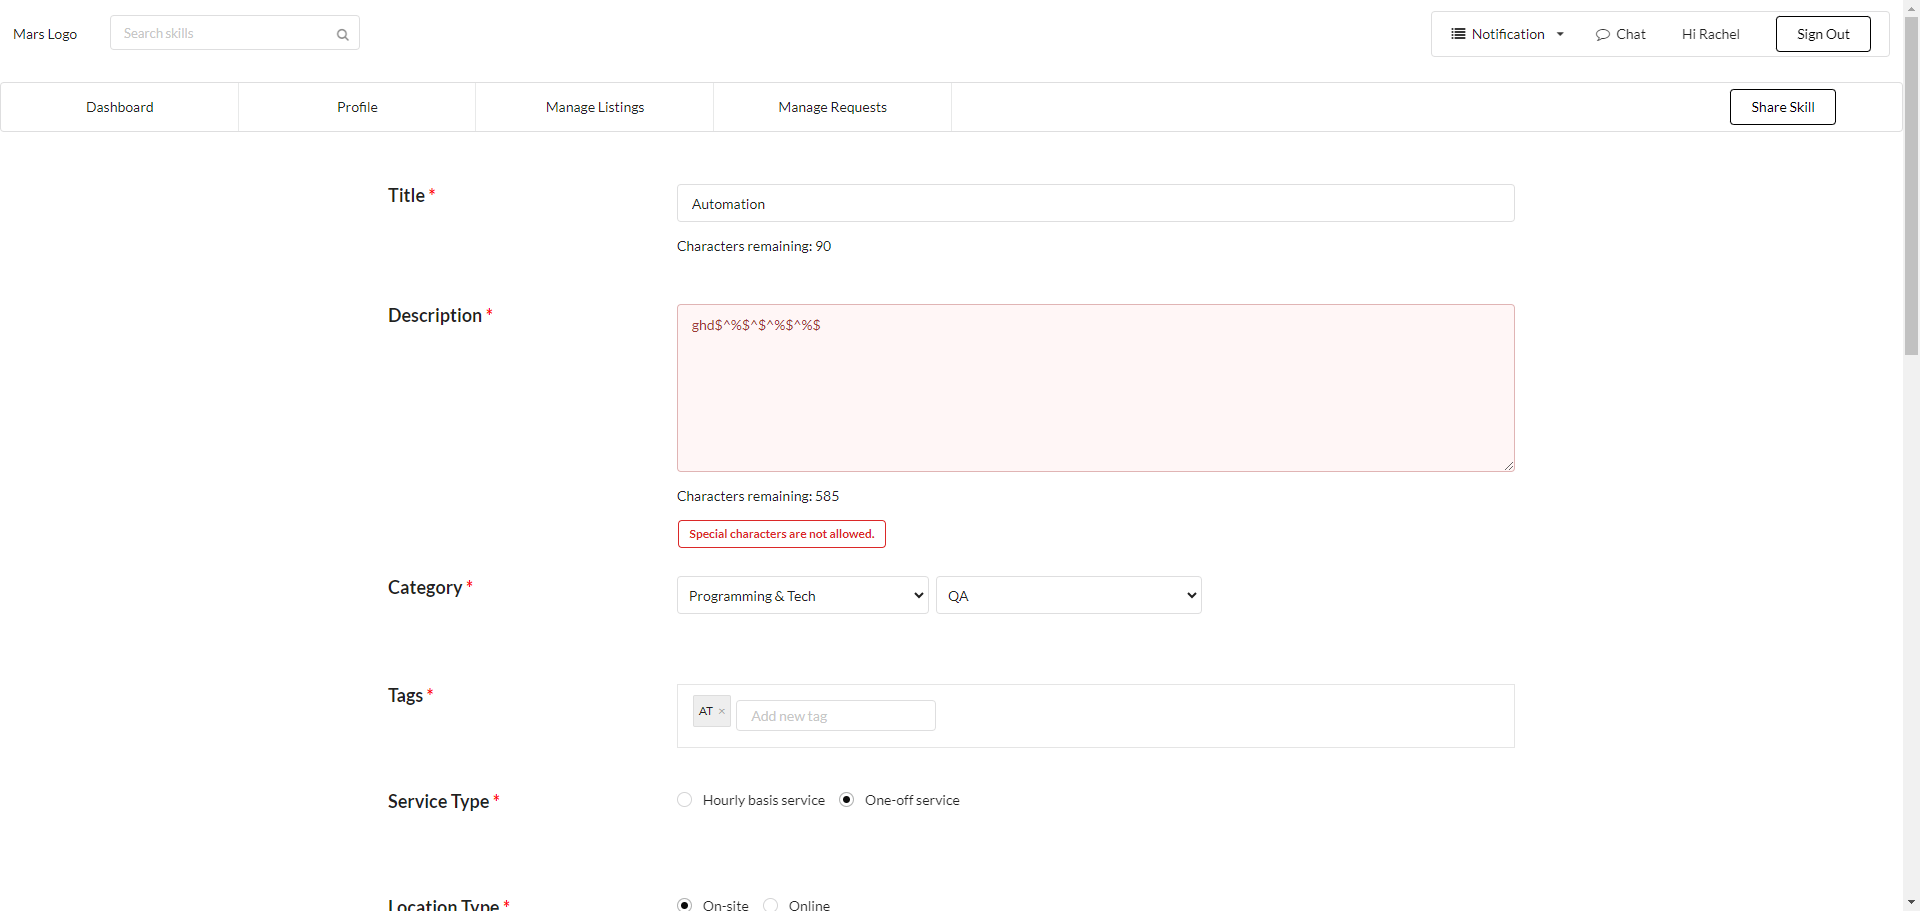 Mars Logo
Search skills
Notification
Chat
Hi Rachel
Sign Out
Dashboard
Profile
Manage Listings
Manage Requests
Share Skill
Title *
Automation
Characters remaining: 90
Description *
ghd$^%$^$^%$^%$
Characters remaining: 585
Special characters are not allowed.
Category *
Programming & Tech
QA
Tags *
AT ×
Add new tag
Service Type *
Hourly basis service
One-off service
Location Type *
On-site
Online